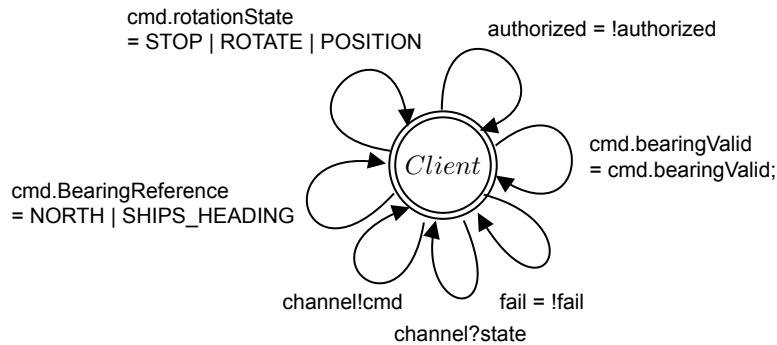 cmd.rotationState
= STOP | ROTATE | POSITION
authorized = !authorized
cmd.bearingValid
= cmd.bearingValid;
Client
cmd.BearingReference
= NORTH | SHIPS_HEADING
channel!cmd
fail = !fail
channel?state